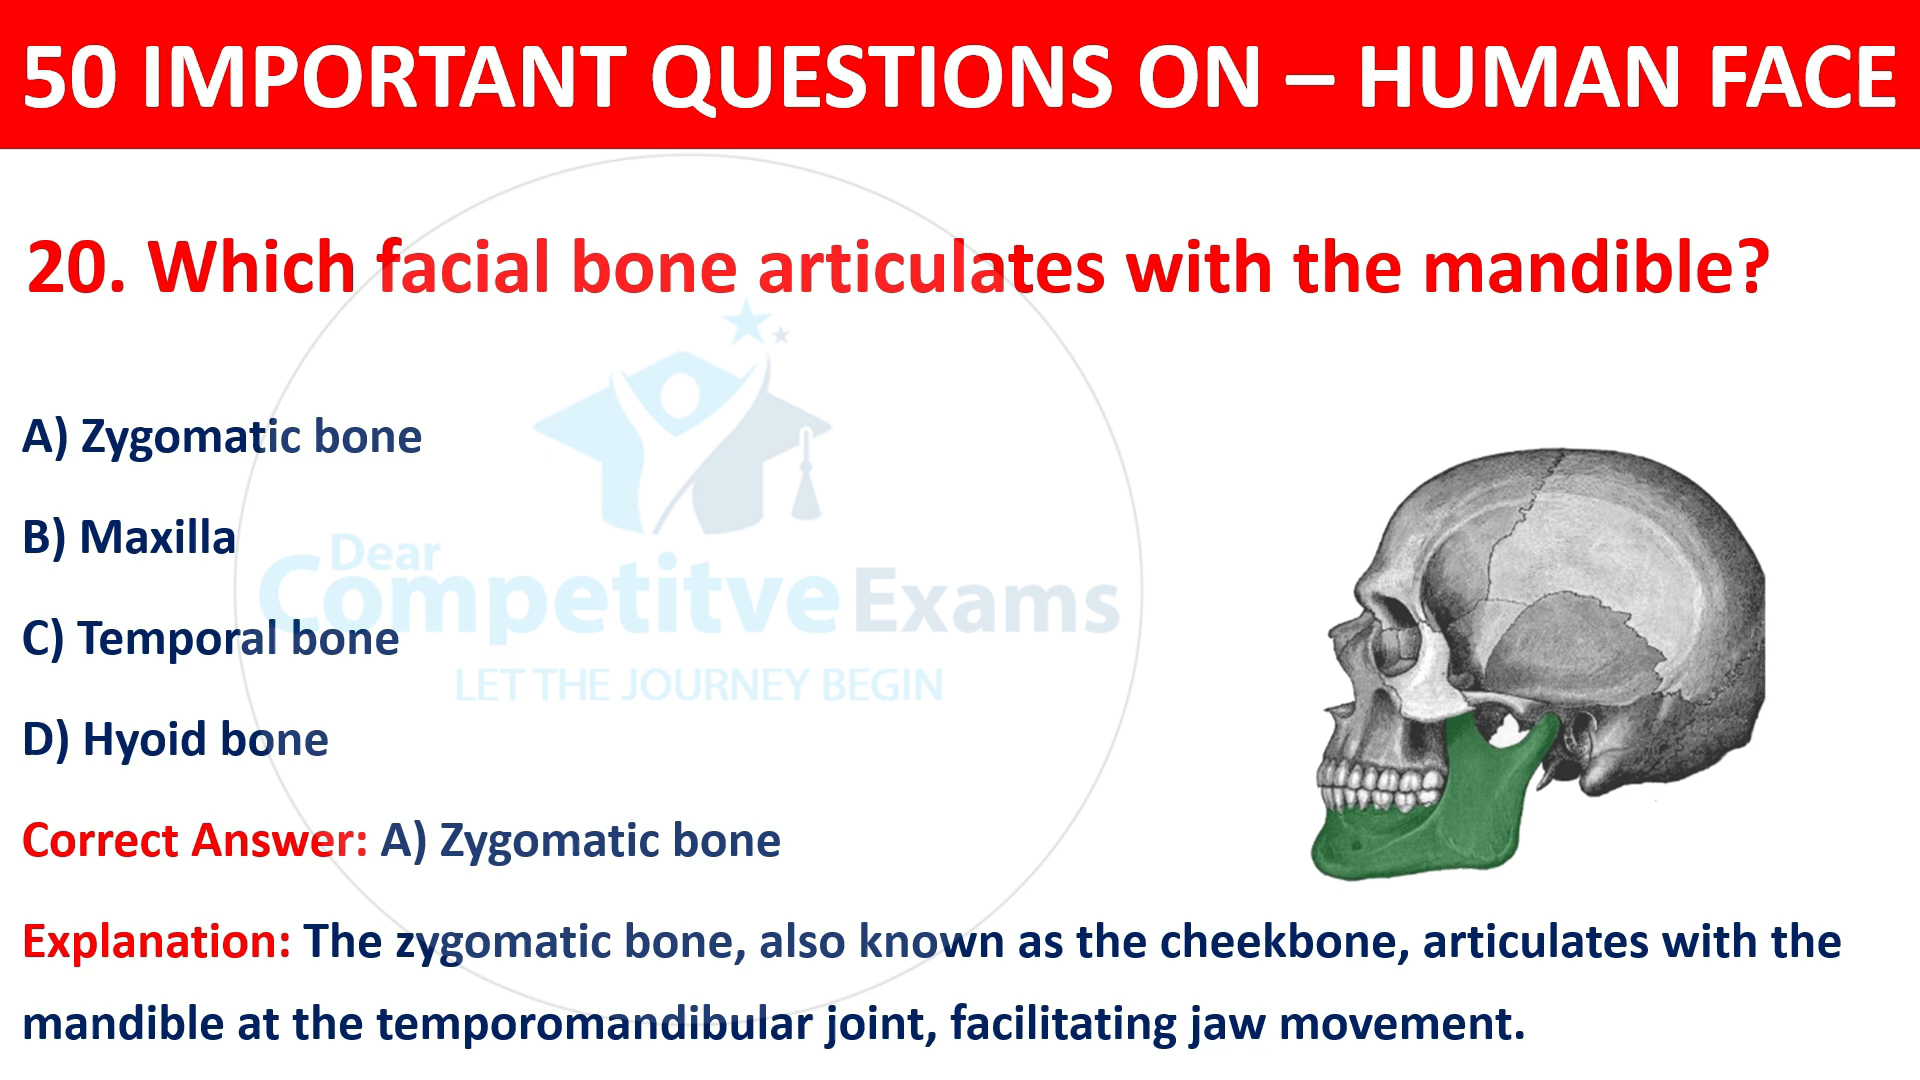 50 IMPORTANT QUESTIONS ON – HUMAN FACE
20. Which facial bone articulates with the mandible?
A) Zygomatic bone
B) Maxilla
C) Temporal bone
D) Hyoid bone
Correct Answer: A) Zygomatic bone
Explanation: The zygomatic bone, also known as the cheekbone, articulates with the
mandible at the temporomandibular joint, facilitating jaw movement.
Dear
Competitve Exams
LET THE JOURNEY BEGIN